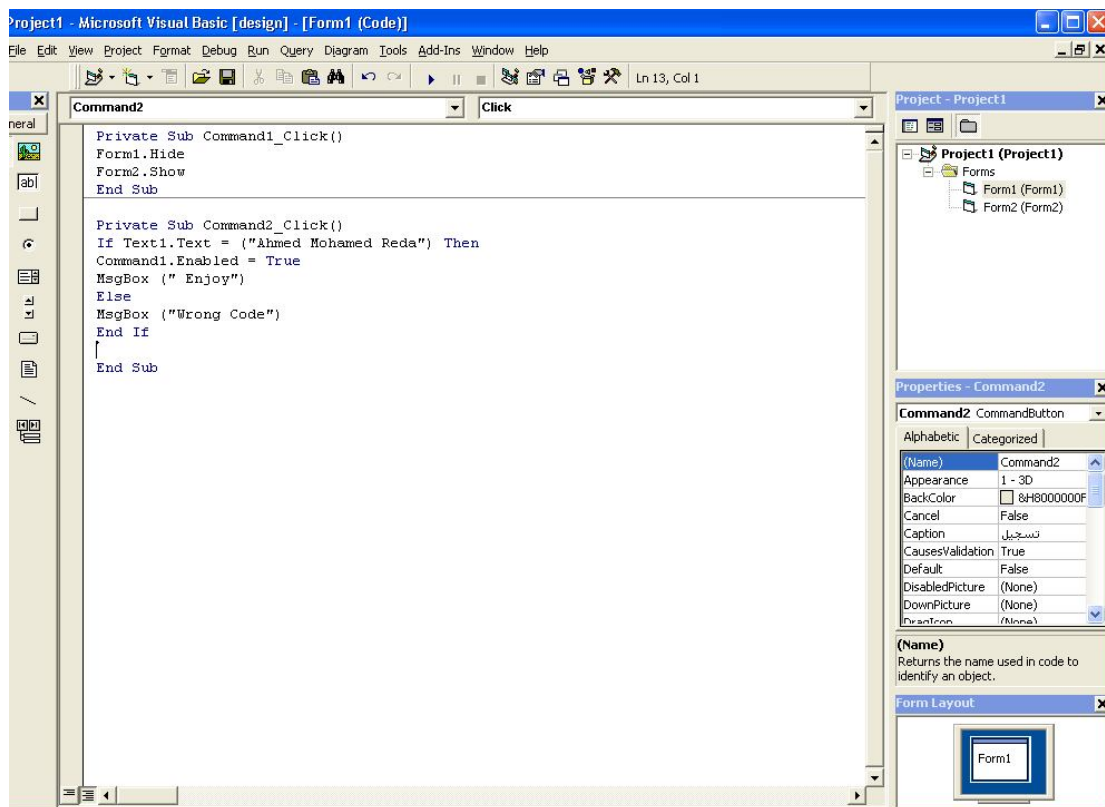 Project1 - Microsoft Visual Basic [design] - [Form1 (Code)]
File Edit View Project Format Debug Run Query Diagram Tools Add-Ins Window Help
Ln 13, Col 1
neral
Command2
Click
Private Sub Command1_Click()
Form1.Hide
Form2.Show
End Sub
Private Sub Command2_Click()
If Text1.Text = ("Ahmed Mohamed Reda") Then
Command1.Enabled = True
MsgBox (" Enjoy")
Else
MsgBox ("Wrong Code")
End If
End Sub
Project - Project1
Project1 (Project1)
Forms
Form1 (Form1)
Form2 (Form2)
Properties - Command2
Command2 CommandButton
Alphabetic Categorized
(Name) Command2
Appearance 1 - 3D
BackColor &H8000000F
Cancel False
Caption تسجيل
CausesValidation True
Default False
DisabledPicture (None)
DownPicture (None)
DragIcon (None)
(Name)
Returns the name used in code to
identify an object.
Form Layout
Form1